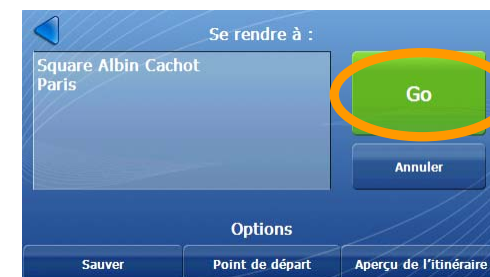 Se rendre à :
Square Albin Cachot
Paris
Go
Annuler
Options
Sauver
Point de départ
Aperçu de l'itinéraire